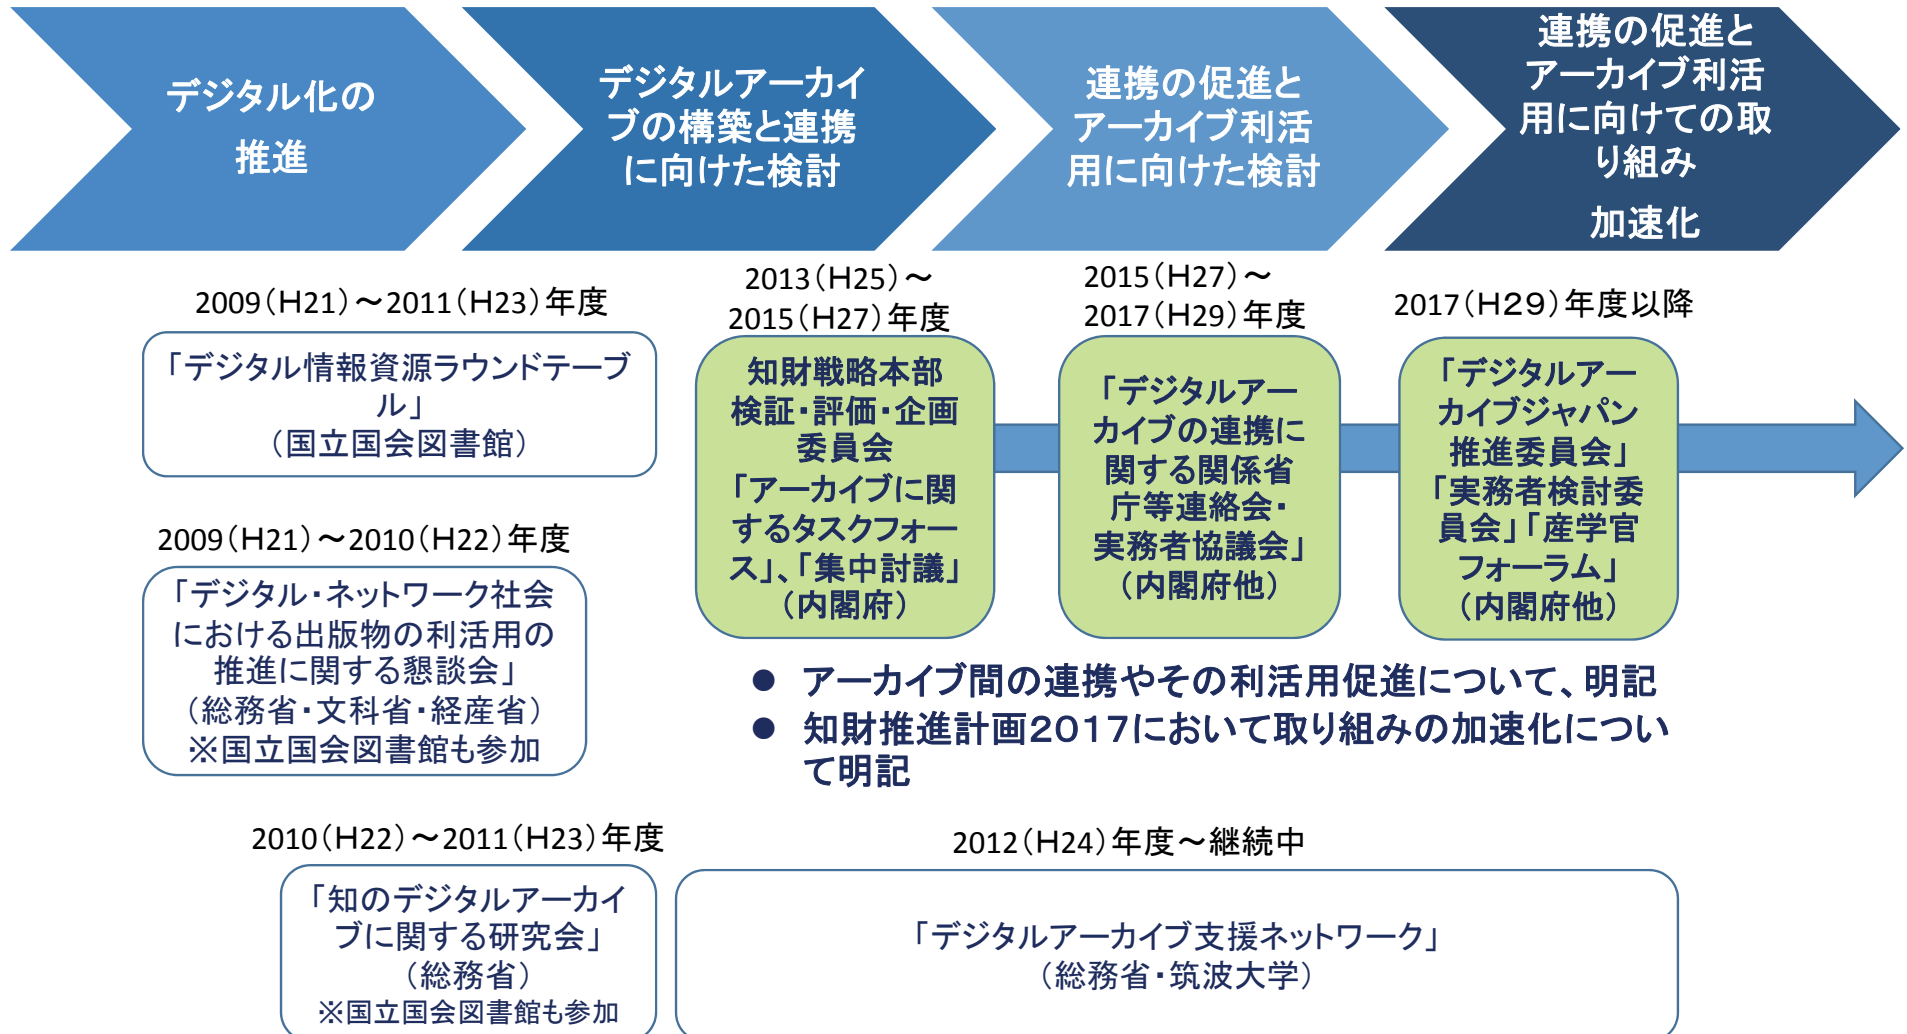 デジタル化の
推進
デジタルアーカイ
ブの構築と連携
に向けた検討
連携の促進と
アーカイブ利活
用に向けた検討
連携の促進と
アーカイブ利活
用に向けての取
り組み
加速化
2009(H21)～2011(H23)年度
「デジタル情報資源ラウンドテーブ
ル」
（国立国会図書館）
2009(H21)～2010(H22)年度
「デジタル・ネットワーク社会
における出版物の利活用の
推進に関する懇談会」
（総務省・文科省・経産省）
※国立国会図書館も参加
2013(H25)～
2015(H27)年度
知財戦略本部
検証・評価・企画
委員会
「アーカイブに関
するタスクフォー
ス」、「集中討議」
（内閣府）
2015(H27)～
2017(H29)年度
「デジタルアー
カイブの連携に
関する関係省
庁等連絡会・
実務者協議会」
（内閣府他）
2017(H２９)年度以降
「デジタルアー
カイブジャパン
推進委員会」
「実務者検討委
員会」「産学官
フォーラム」
（内閣府他）
● アーカイブ間の連携やその利活用促進について、明記
● 知財推進計画２０１７において取り組みの加速化につい
て明記
2010(H22)～2011(H23)年度
「知のデジタルアーカイ
ブに関する研究会」
（総務省）
※国立国会図書館も参加
2012(H24)年度～継続中
「デジタルアーカイブ支援ネットワーク」
（総務省・筑波大学）